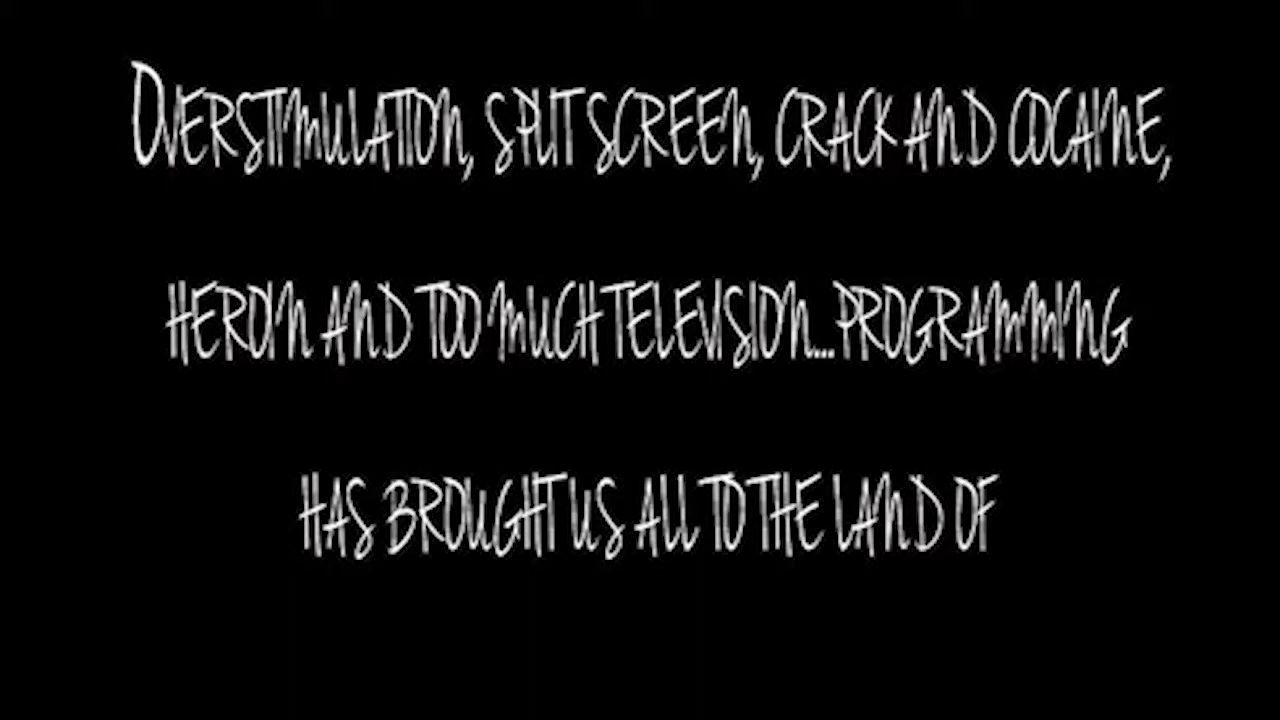 Overstimulation, split screen, crack and cocaine,
heroin and too much television...programming
has brought us all to the land of